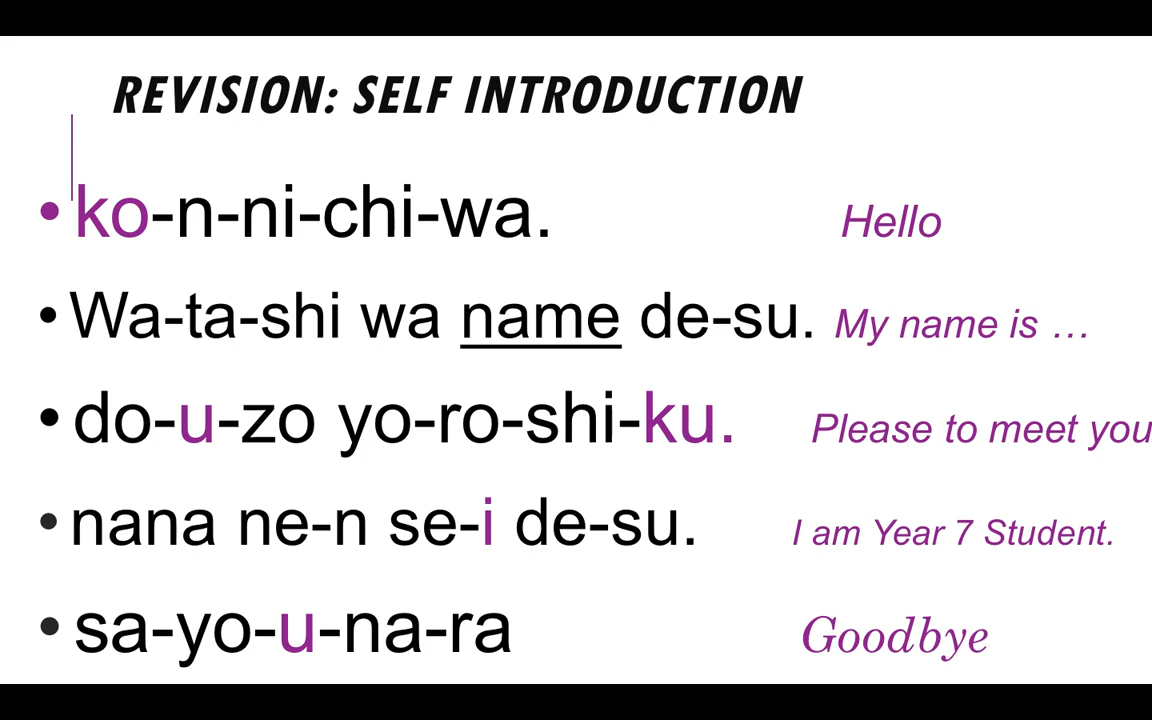 REVISION: SELF INTRODUCTION
• ko-n-ni-chi-wa. Hello
• Wa-ta-shi wa name de-su. My name is …
• do-u-zo yo-ro-shi-ku. Please to meet you
• nana ne-n se-i de-su. I am Year 7 Student.
• sa-yo-u-na-ra Goodbye